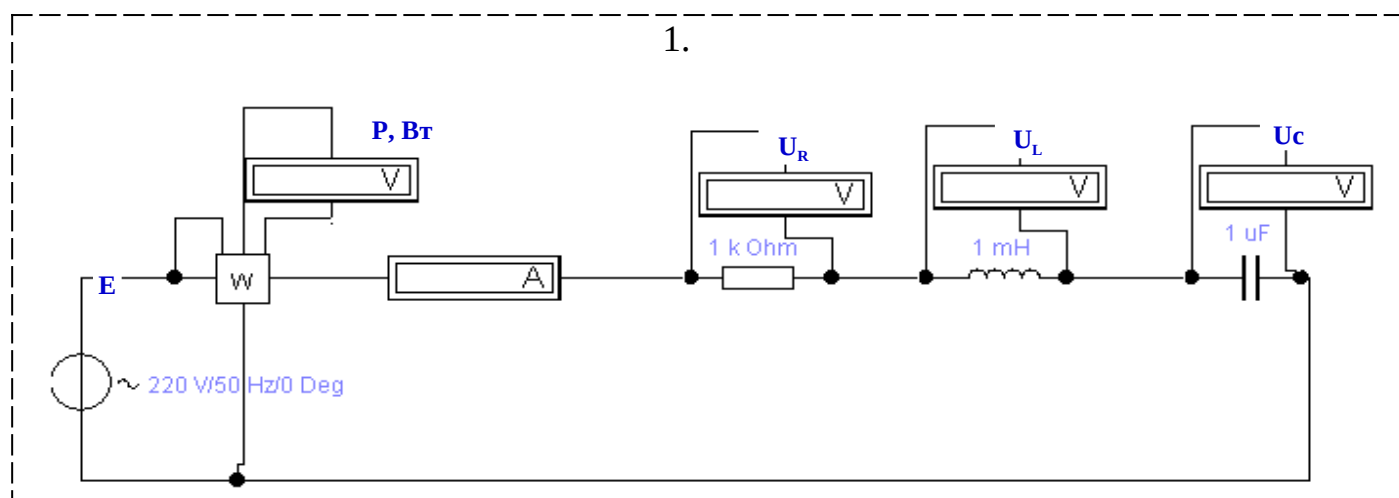 1.
P, Вт
V
U_R
V
U_L
V
Uc
V
1 k Ohm
1 mH
1 uF
E
W
A
~ 220 V/50 Hz/0 Deg